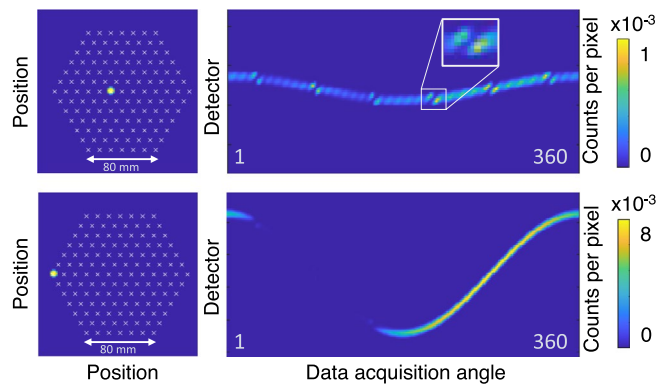 Position
80 mm
Detector
1
360
Counts per pixel
x10⁻³
1
0
Position
80 mm
Position
Detector
1
360
Data acquisition angle
Counts per pixel
x10⁻³
8
0